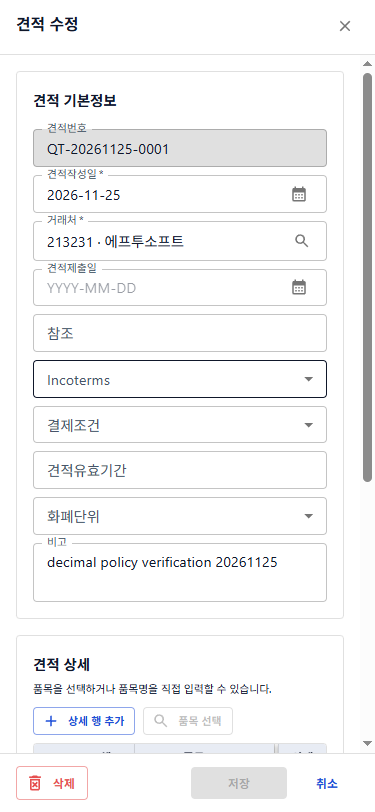 견적 수정
견적 기본정보
견적번호
QT-20261125-0001
견적작성일 *
2026-11-25
거래처 *
213231 · 에프투소프트
견적제출일
YYYY-MM-DD
참조
Incoterms
결제조건
견적유효기간
화폐단위
비고
decimal policy verification 20261125
견적 상세
품목을 선택하거나 품목명을 직접 입력할 수 있습니다.
상세 행 추가
품목 선택
삭제
저장
취소